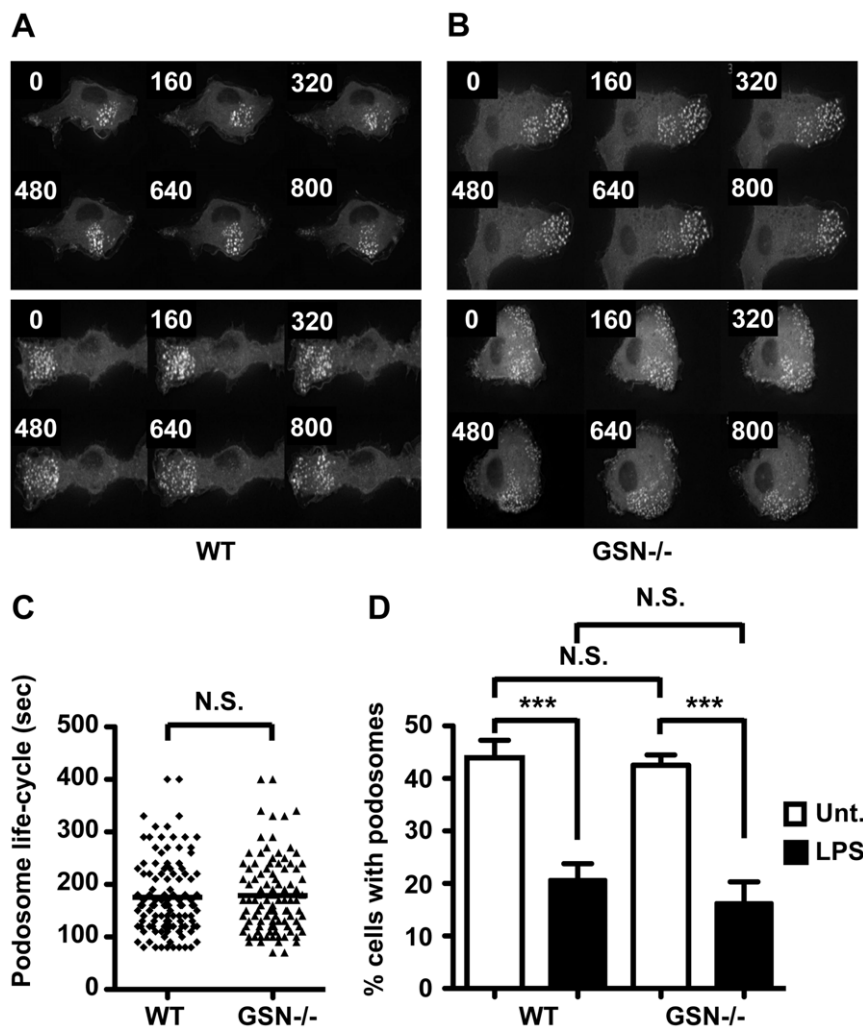 A
0 160 320
480 640 800
0 160 320
480 640 800
WT
B
0 160 320
480 640 800
0 160 320
480 640 800
GSN-/-
C
Podosome life-cycle (sec)
N.S.
500
400
300
200
100
0
WT GSN-/-
D
% cells with podosomes
N.S.
N.S.
*** ***
50
40
30
20
10
0
WT GSN-/-
Unt.
LPS